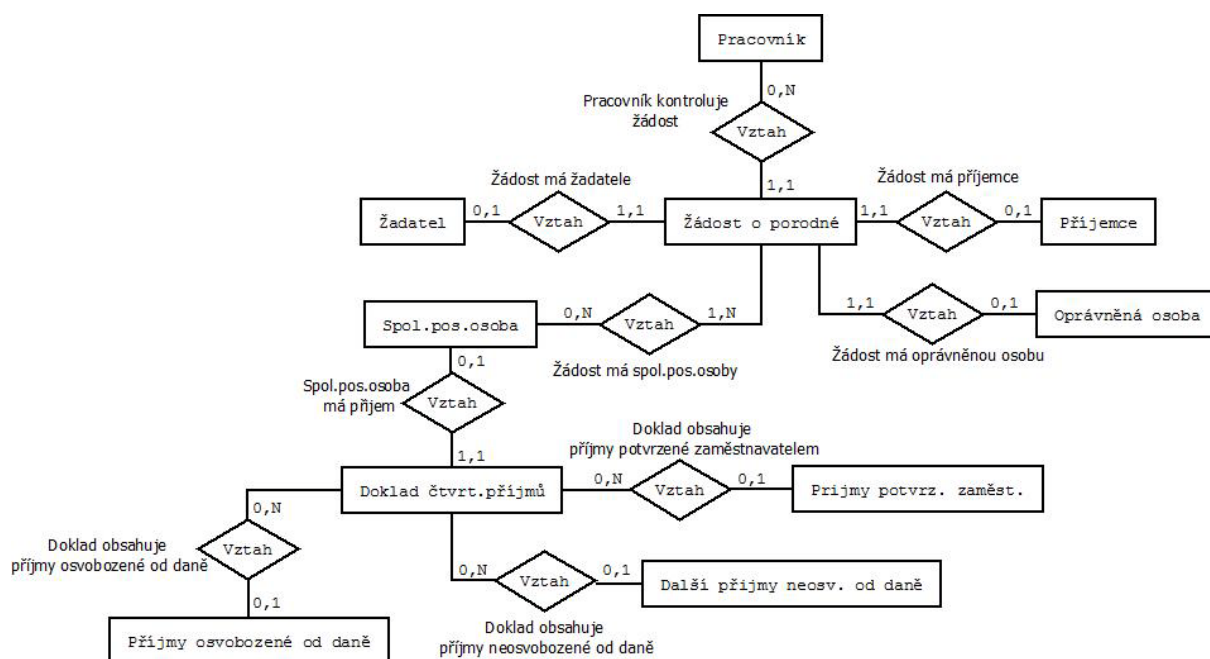 Pracovník
0,N
Pracovník kontroluje
žádost
Vztah
1,1
Žádost má žadatele
Žádost má příjemce
Žadatel
0,1
Vztah
1,1
Žádost o porodné
1,1
Vztah
0,1
Příjemce
1,1
Vztah
0,1
Oprávněná osoba
Žádost má oprávněnou osobu
Spol.pos.osoba
0,N
Vztah
1,N
Žádost má spol.pos.osoby
0,1
Spol.pos.osoba
má přijem
Vztah
1,1
Doklad obsahuje
příjmy potvrzené zaměstnavatelem
Doklad čtvrt.příjmů
0,N
Vztah
0,1
Prijmy potvrz. zaměst.
0,N
Doklad obsahuje
příjmy osvobozené od daně
Vztah
0,1
Příjmy osvobozené od daně
0,N
Vztah
0,1
Další přijmy neosv. od daně
Doklad obsahuje
příjmy neosvobozené od daně